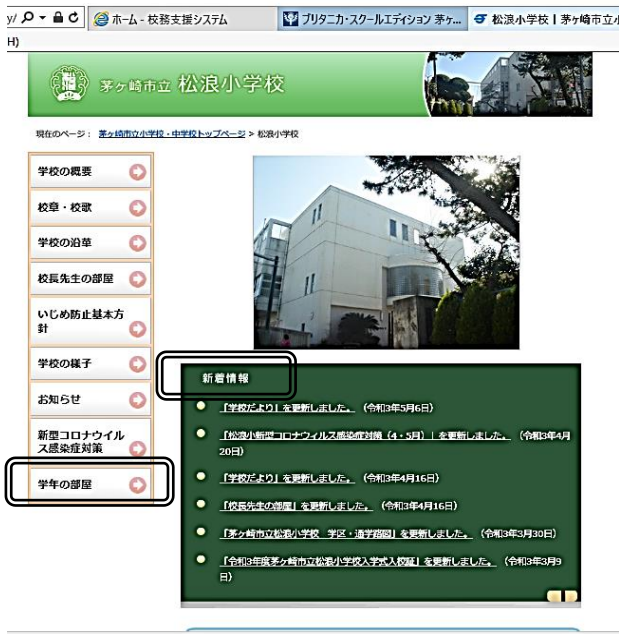 y/
ホーム - 校務支援システム
ブリタニカ・スクールエディション 茅ヶ...
松浪小学校 | 茅ヶ崎市立小
H)
茅ヶ崎市立 松浪小学校
現在のページ： 茅ヶ崎市立小学校・中学校トップページ > 松浪小学校
学校の概要
校章・校歌
学校の沿革
校長先生の部屋
いじめ防止基本方
針
学校の様子
お知らせ
新型コロナウイル
ス感染症対策
学年の部屋
新着情報
「学校だより」を更新しました。（令和3年5月6日）
「松浪小新型コロナウィルス感染症対策（4・5月）」を更新しました。（令和3年4月
20日）
「学校だより」を更新しました。（令和3年4月16日）
「校長先生の部屋」を更新しました。（令和3年4月16日）
「茅ヶ崎市立松浪小学校　学区・通学路図」を更新しました。（令和3年3月30日）
「令和3年度茅ヶ崎市立松浪小学校入学式入校証」を更新しました。（令和3年3月9
日）